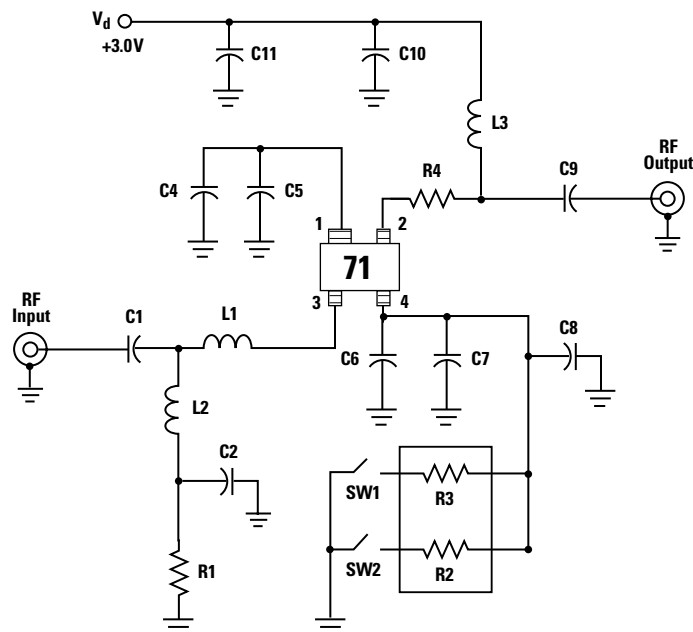 Vd
+3.0V
C11
C10
L3
RF
Output
C9
R4
C4
C5
1
2
71
3
4
RF
Input
C1
L1
C6
C7
C8
L2
C2
SW1
R3
R1
SW2
R2